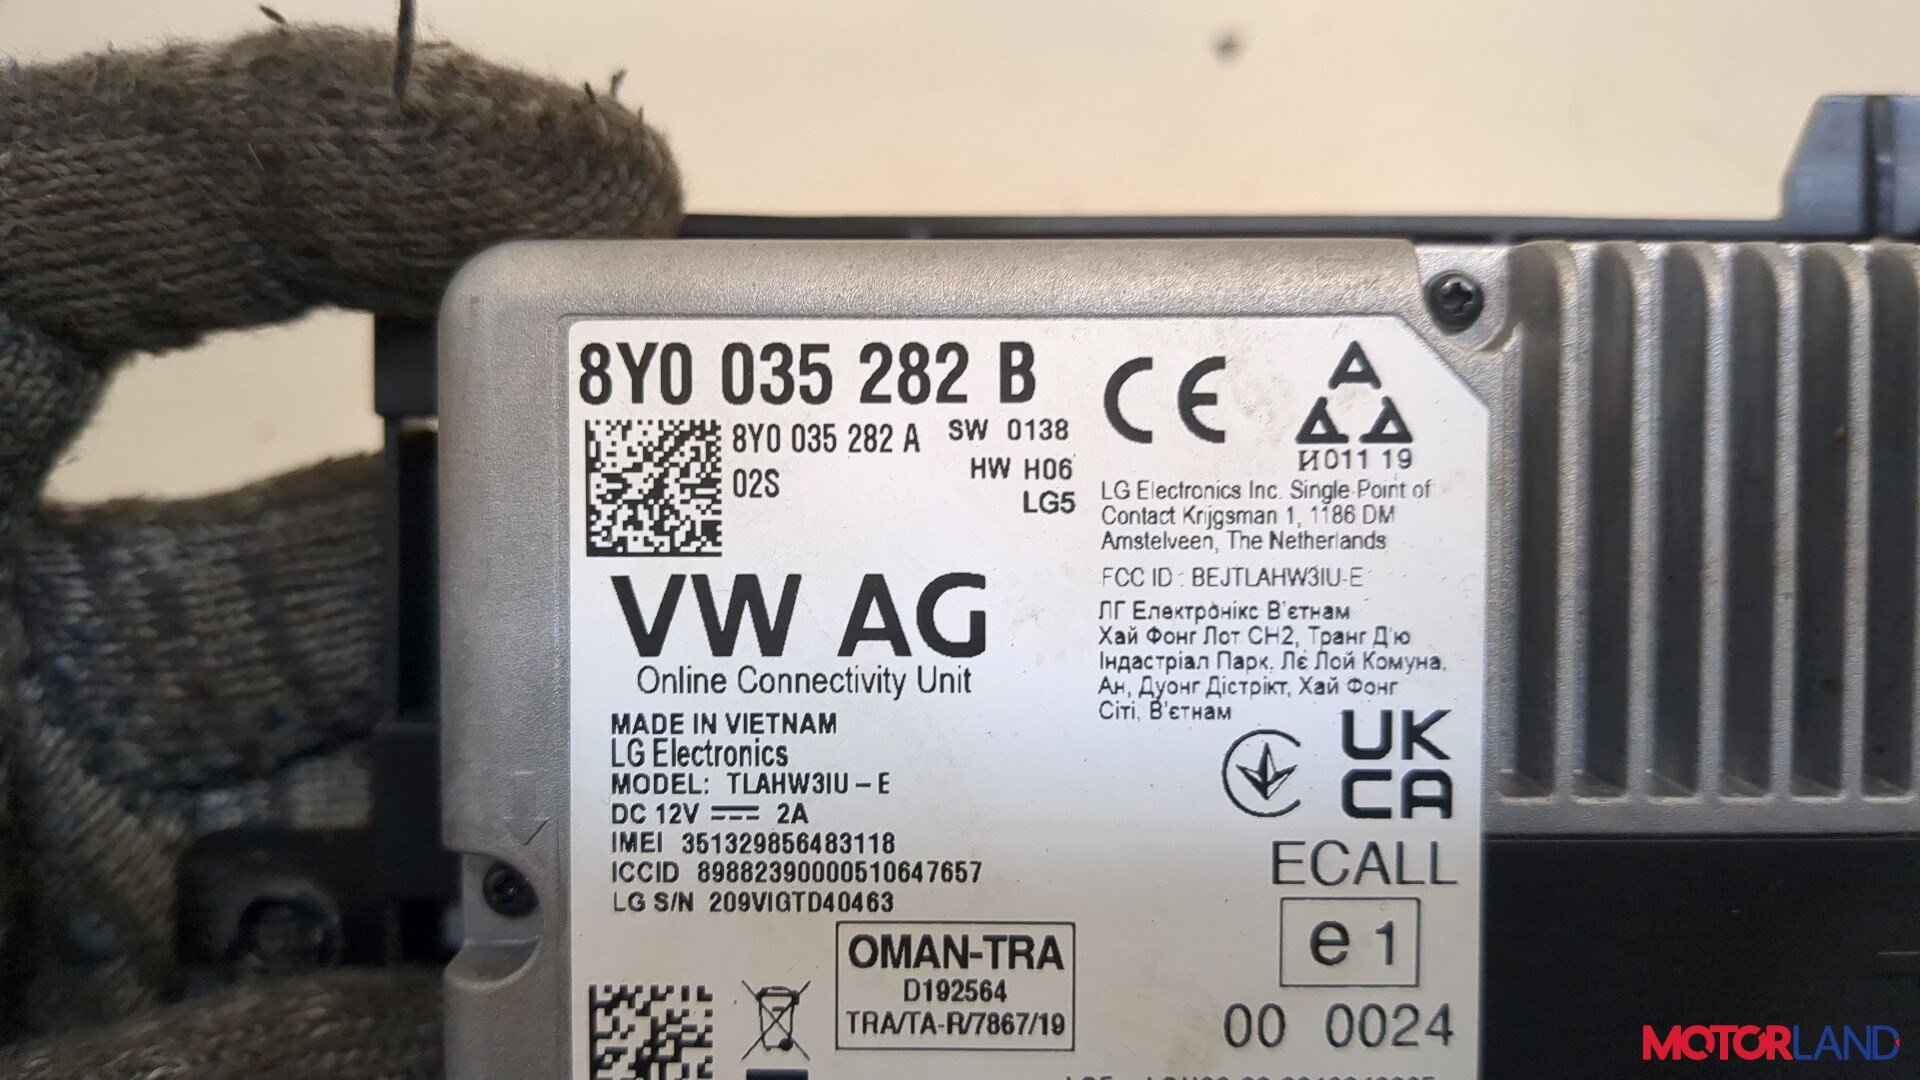 8Y0 035 282 B
8Y0 035 282 A
02S
SW 0138
HW H06
LG5
VW AG
Online Connectivity Unit
MADE IN VIETNAM
LG Electronics
MODEL: TLAHW3IU-E
DC 12V 2A
IMEI 351329856483118
ICCID 89882390000510647657
LG S/N 209VIGTD40463
OMAN-TRA
D192564
TRA/TA-R/7867/19
CE
И011 19
LG Electronics Inc. Single Point of
Contact Krijgsman 1, 1186 DM
Amstelveen, The Netherlands
FCC ID : BEJTLAHW3IU-E
ЛГ Електронікс В'єтнам
Хай Фонг Лот СН2, Транг Д'ю
Індастріал Парк, Лє Лой Комуна,
Ан, Дуонг Дістрікт, Хай Фонг
Сіті, В'єтнам
UK
CA
ECALL
e1
00 0024
MOTORLAND